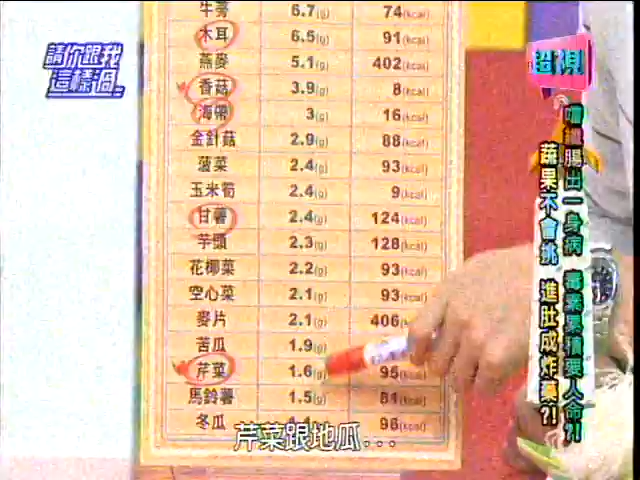 請你跟我
這樣過
超視
嚐纖腸出一身病 毒素累積要人命?!
蔬果不會挑 進肚成炸藥?!
牛蒡 6.7(g) 74(kcal)
木耳 6.5(g) 91(kcal)
燕麥 5.1(g) 402(kcal)
香菇 3.9(g) 8(kcal)
海帶 3(g) 16(kcal)
金針菇 2.9(g) 88(kcal)
菠菜 2.4(g) 93(kcal)
玉米筍 2.4(g) 9(kcal)
甘薯 2.4(g) 124(kcal)
芋頭 2.3(g) 128(kcal)
花椰菜 2.2(g) 93(kcal)
空心菜 2.1(g) 93(kcal)
麥片 2.1(g) 406(kcal)
苦瓜 1.9(g)
芹菜 1.6(g) 95(kcal)
馬鈴薯 1.5(g) 81(kcal)
冬瓜 98(kcal)
芹菜跟地瓜...